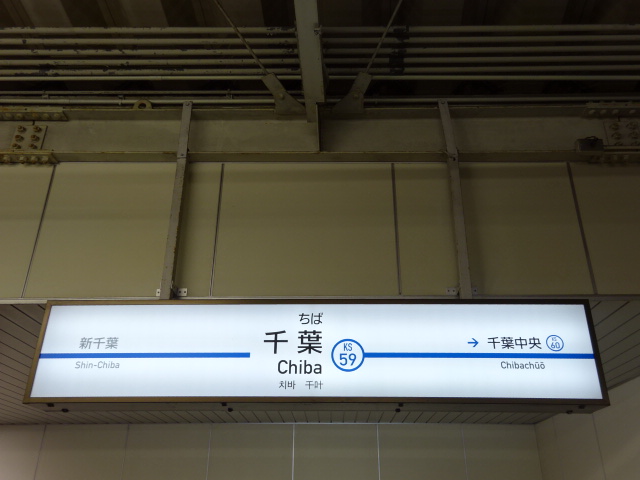 新千葉
Shin-Chiba
ちば
千葉
Chiba
치바 千叶
KS
59
→ 千葉中央
KS
60
Chibachūō